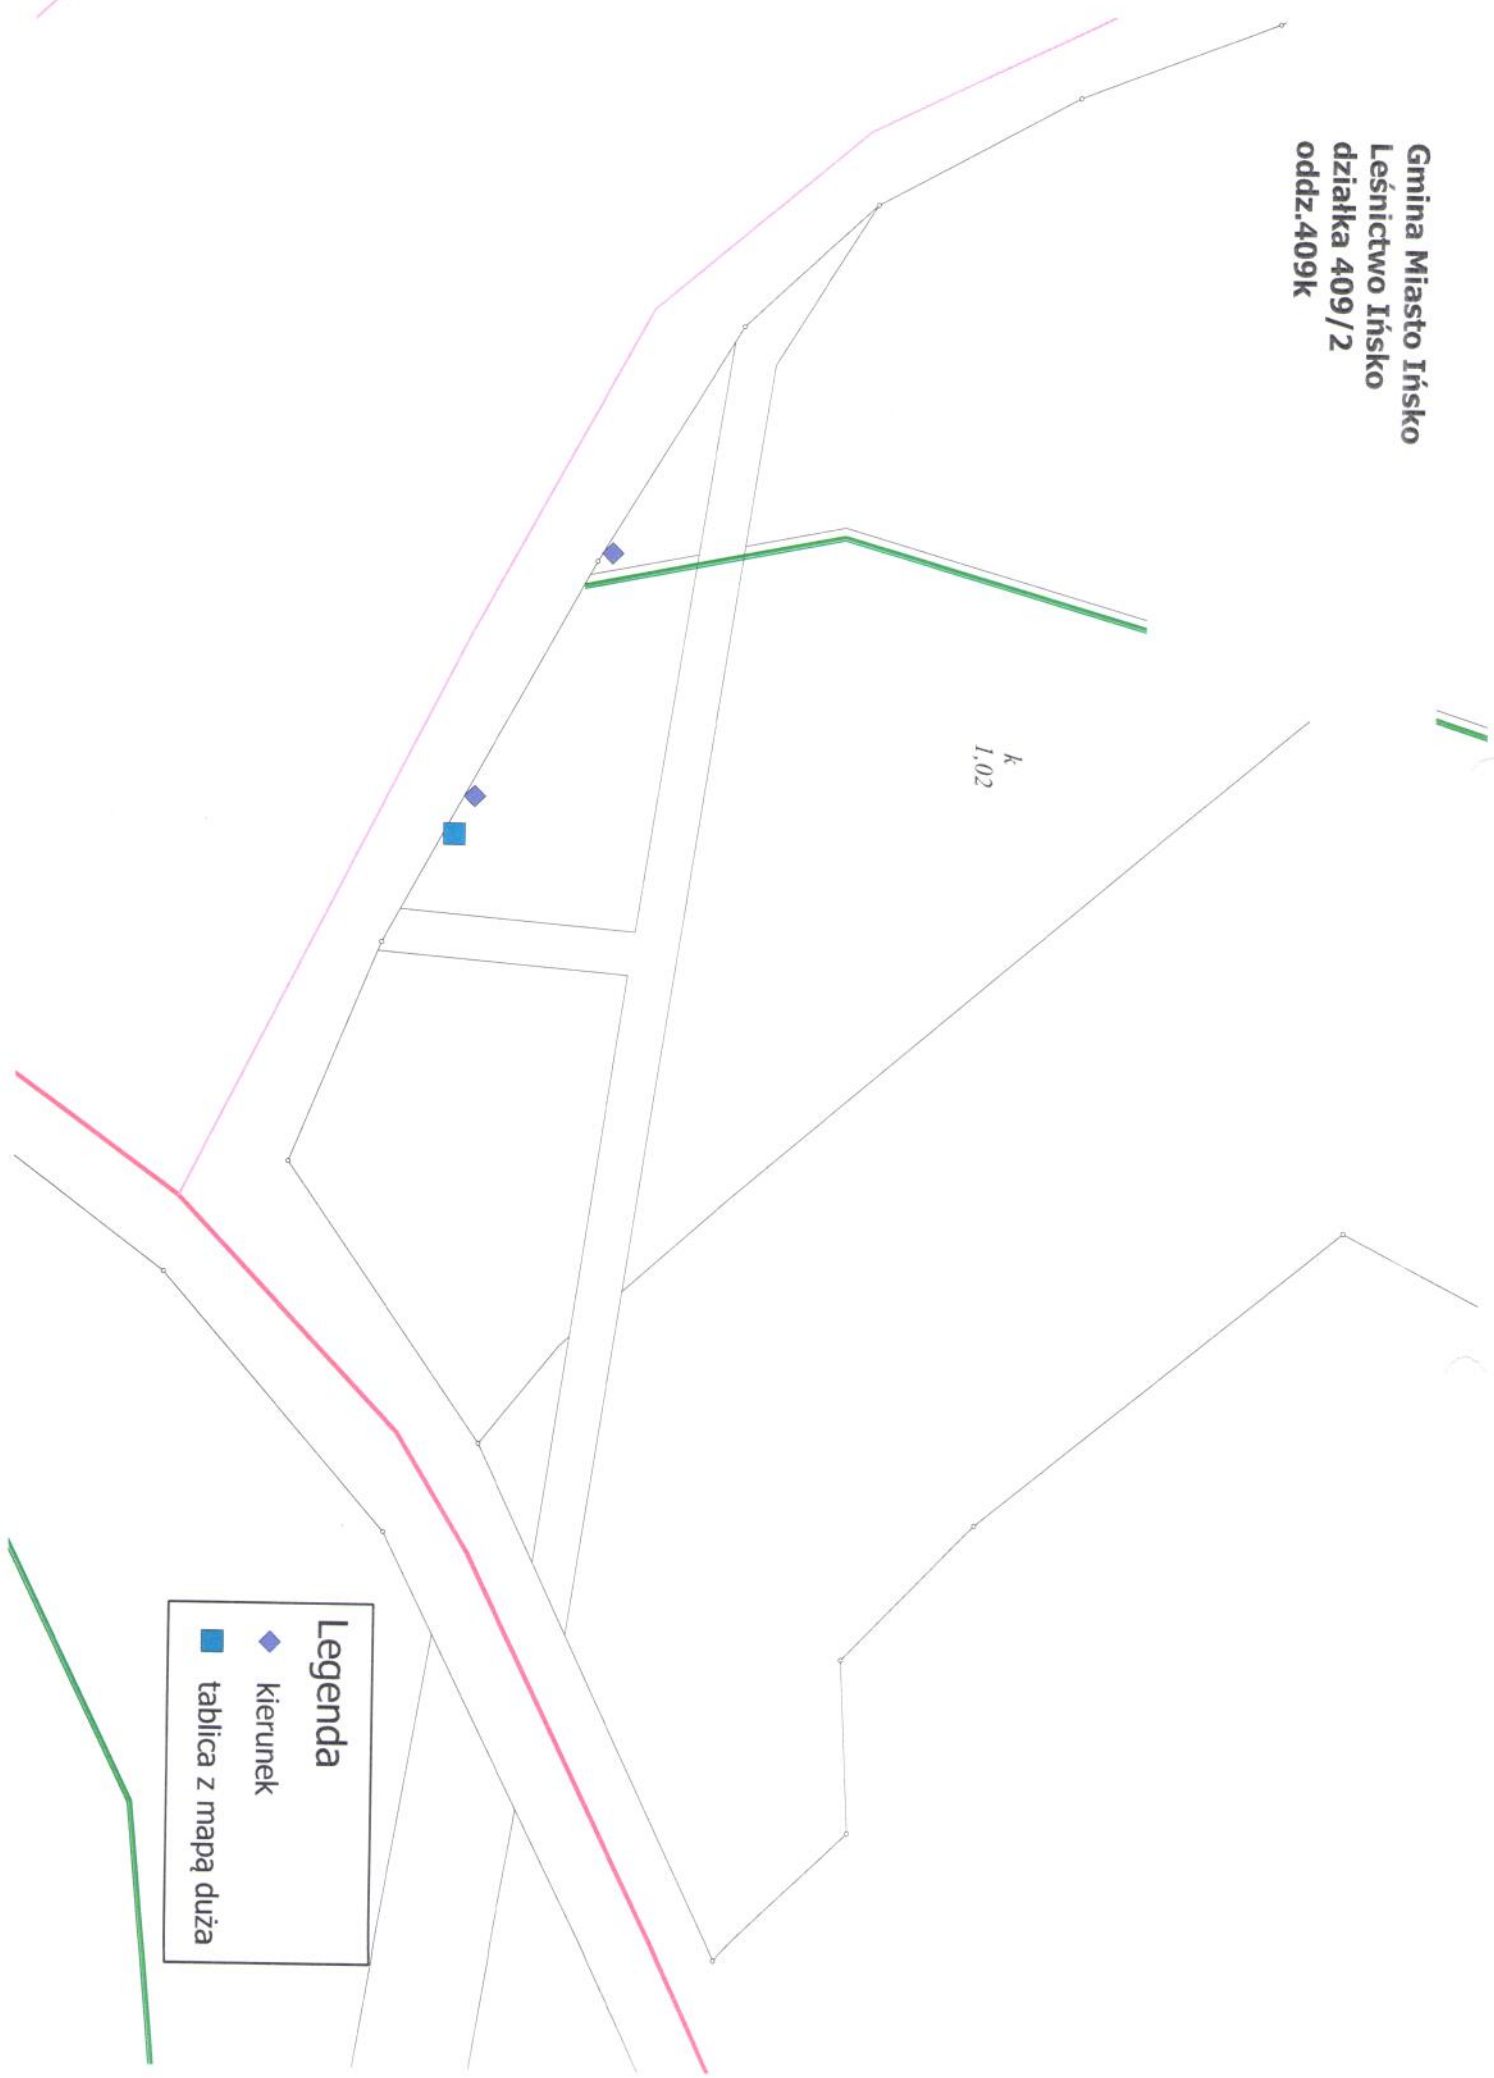 Gmina Miasto Ińsko
Leśnictwo Ińsko
działka 409/2
oddz.409k
k
1,02
Legenda
kierunek
tablica z mapą duża